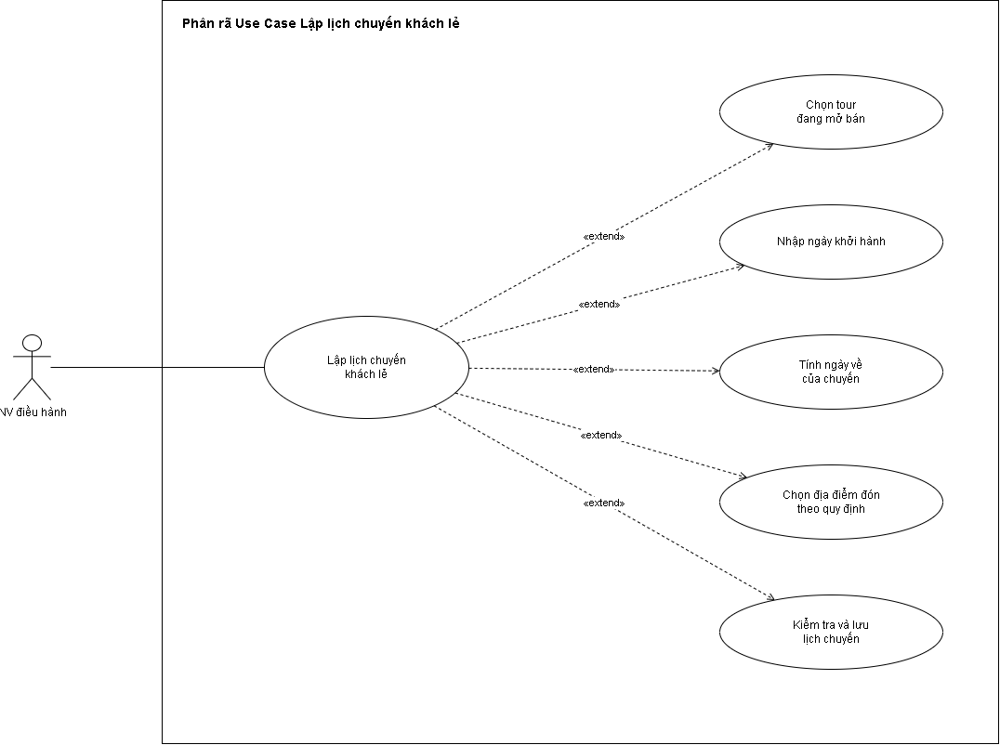 Phân rã Use Case Lập lịch chuyến khách lẻ
Chọn tour
đang mở bán
«extend»
Nhập ngày khởi hành
«extend»
Lập lịch chuyến
khách lẻ
«extend»
Tính ngày về
của chuyến
NV điều hành
«extend»
Chọn địa điểm đón
theo quy định
«extend»
Kiểm tra và lưu
lịch chuyến